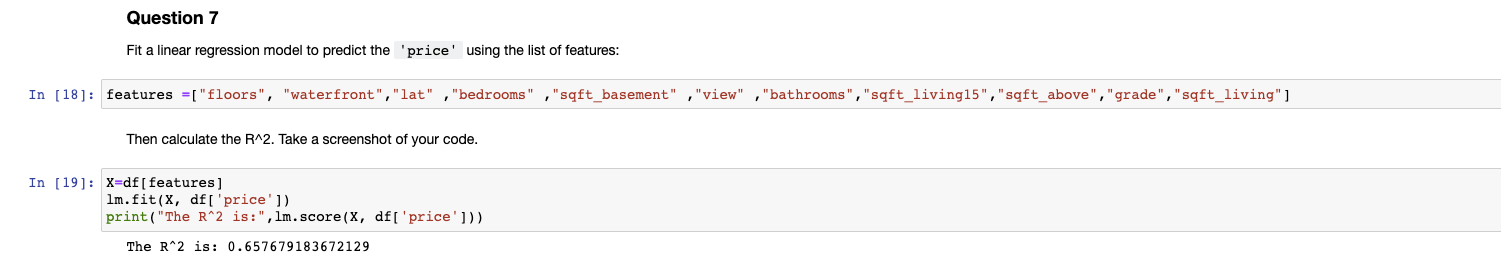 Question 7
Fit a linear regression model to predict the 'price' using the list of features:
In [18]: features =["floors", "waterfront","lat" ,"bedrooms" ,"sqft_basement" ,"view" ,"bathrooms","sqft_living15","sqft_above","grade","sqft_living"]
Then calculate the R^2. Take a screenshot of your code.
In [19]: X=df[features]
lm.fit(X, df['price'])
print("The R^2 is:",lm.score(X, df['price']))
The R^2 is: 0.657679183672129